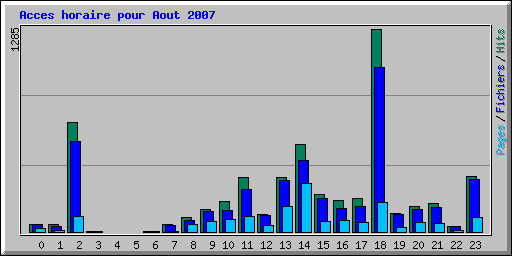 Acces horaire pour Aout 2007
1285
Pages / Fichiers / Hits
0 1 2 3 4 5 6 7 8 9 10 11 12 13 14 15 16 17 18 19 20 21 22 23